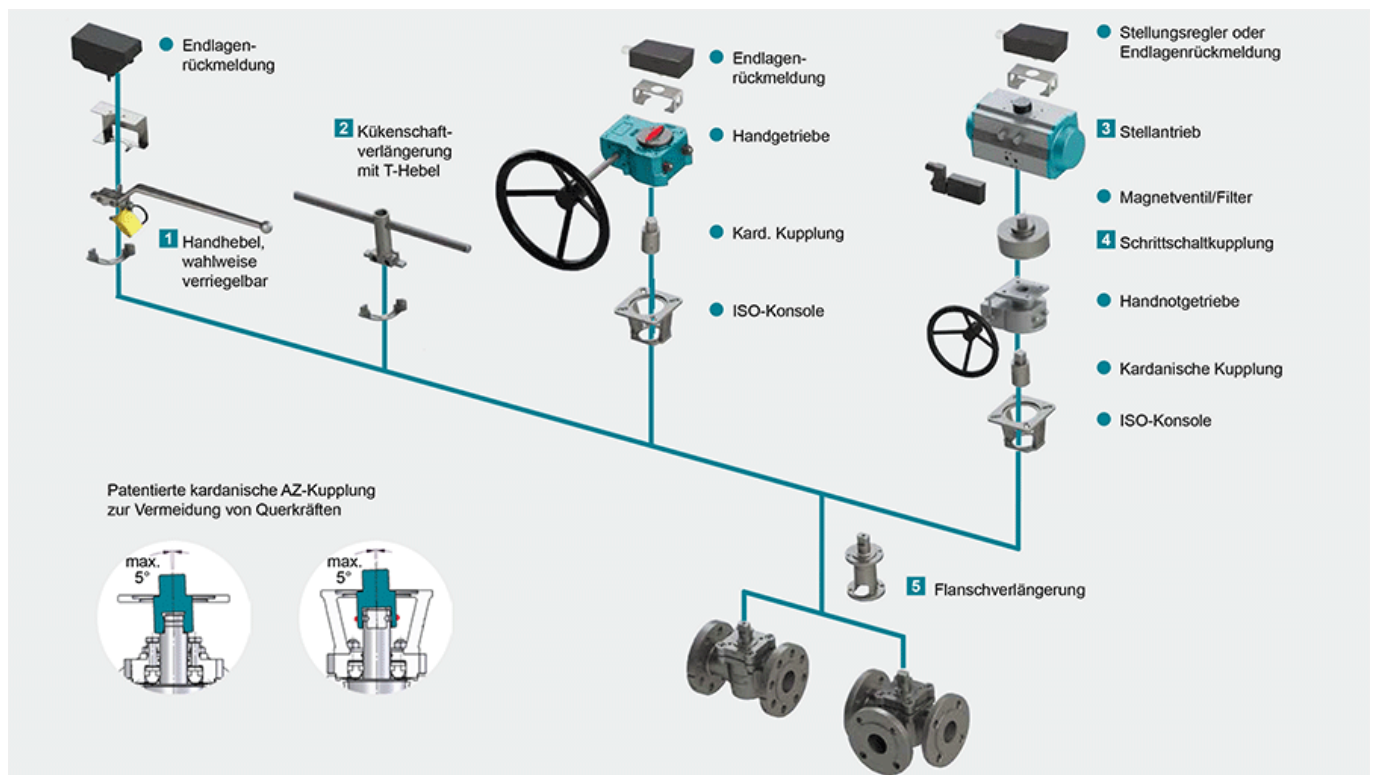 Endlagen-
rückmeldung
2 Kükenschaft-
verlängerung
mit T-Hebel
1 Handhebel,
wahlweise
verriegelbar
Endlagen-
rückmeldung
Handgetriebe
Kard. Kupplung
ISO-Konsole
Stellungsregler oder
Endlagenrückmeldung
3 Stellantrieb
Magnetventil/Filter
4 Schrittschaltkupplung
Handnotgetriebe
Kardanische Kupplung
ISO-Konsole
Patentierte kardanische AZ-Kupplung
zur Vermeidung von Querkräften
max.
5°
max.
5°
5 Flanschverlängerung